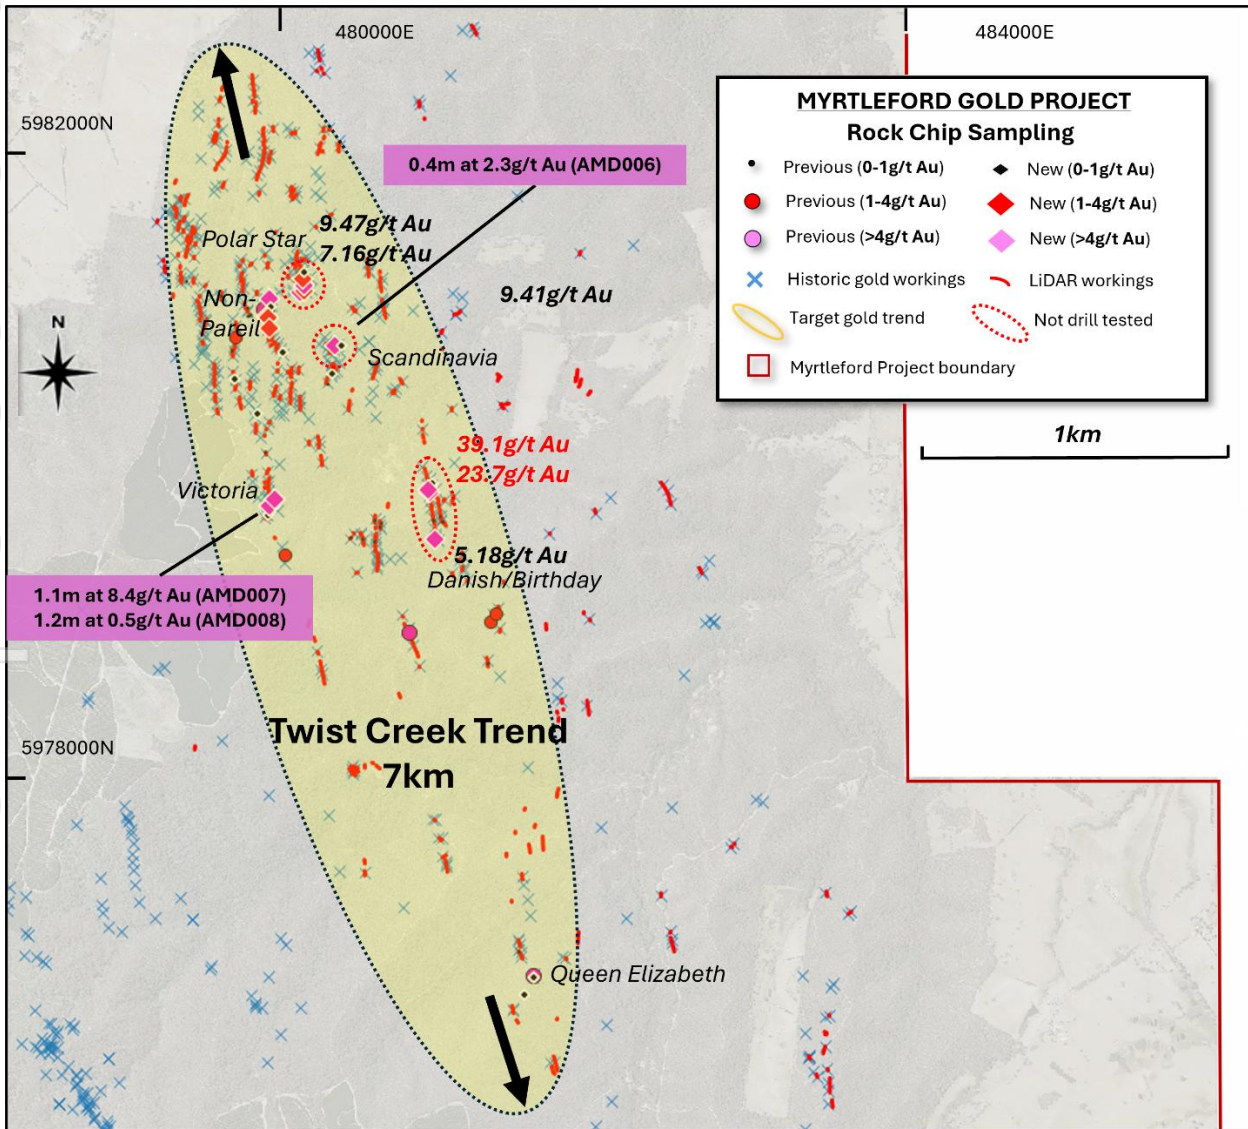 480000E
484000E
5982000N
MYRTLEFORD GOLD PROJECT
Rock Chip Sampling
Previous (0-1g/t Au)
New (0-1g/t Au)
Previous (1-4g/t Au)
New (1-4g/t Au)
Previous (>4g/t Au)
New (>4g/t Au)
Historic gold workings
LiDAR workings
Target gold trend
Not drill tested
Myrtleford Project boundary
1km
0.4m at 2.3g/t Au (AMD006)
9.47g/t Au
7.16g/t Au
Polar Star
9.41g/t Au
Non-
Pareil
N
Scandinavia
39.1g/t Au
23.7g/t Au
Victoria
5.18g/t Au
Danish/Birthday
1.1m at 8.4g/t Au (AMD007)
1.2m at 0.5g/t Au (AMD008)
Twist Creek Trend
7km
5978000N
Queen Elizabeth